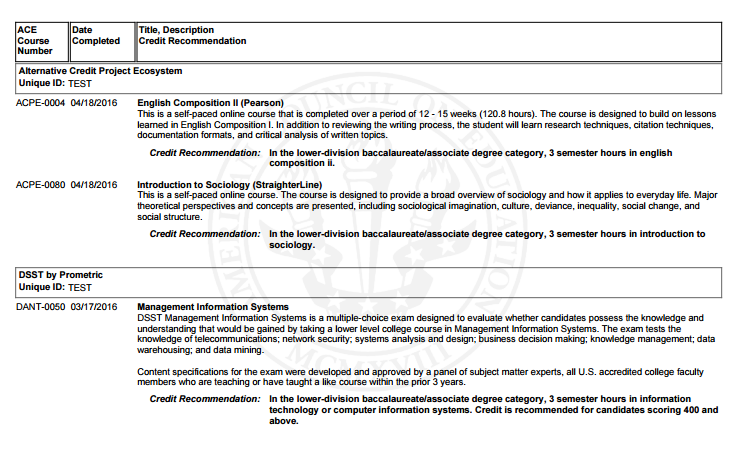 ACE Course Number Date Completed Title, Description Credit Recommendation
Alternative Credit Project Ecosystem
Unique ID: TEST
ACPE-0004 04/18/2016 English Composition II (Pearson)
This is a self-paced online course that is completed over a period of 12 - 15 weeks (120.8 hours). The course is designed to build on lessons
learned in English Composition I. In addition to reviewing the writing process, the student will learn research techniques, citation techniques,
documentation formats, and critical analysis of written topics.
Credit Recommendation: In the lower-division baccalaureate/associate degree category, 3 semester hours in english
composition ii.
ACPE-0080 04/18/2016 Introduction to Sociology (StraighterLine)
This is a self-paced online course. The course is designed to provide a broad overview of sociology and how it applies to everyday life. Major
theoretical perspectives and concepts are presented, including sociological imagination, culture, deviance, inequality, social change, and
social structure.
Credit Recommendation: In the lower-division baccalaureate/associate degree category, 3 semester hours in introduction to
sociology.
DSST by Prometric
Unique ID: TEST
DANT-0050 03/17/2016 Management Information Systems
DSST Management Information Systems is a multiple-choice exam designed to evaluate whether candidates possess the knowledge and
understanding that would be gained by taking a lower level college course in Management Information Systems. The exam tests the
knowledge of telecommunications; network security; systems analysis and design; business decision making; knowledge management; data
warehousing; and data mining.
Content specifications for the exam were developed and approved by a panel of subject matter experts, all U.S. accredited college faculty
members who are teaching or have taught a like course within the prior 3 years.
Credit Recommendation: In the lower-division baccalaureate/associate degree category, 3 semester hours in information
technology or computer information systems. Credit is recommended for candidates scoring 400 and
above.